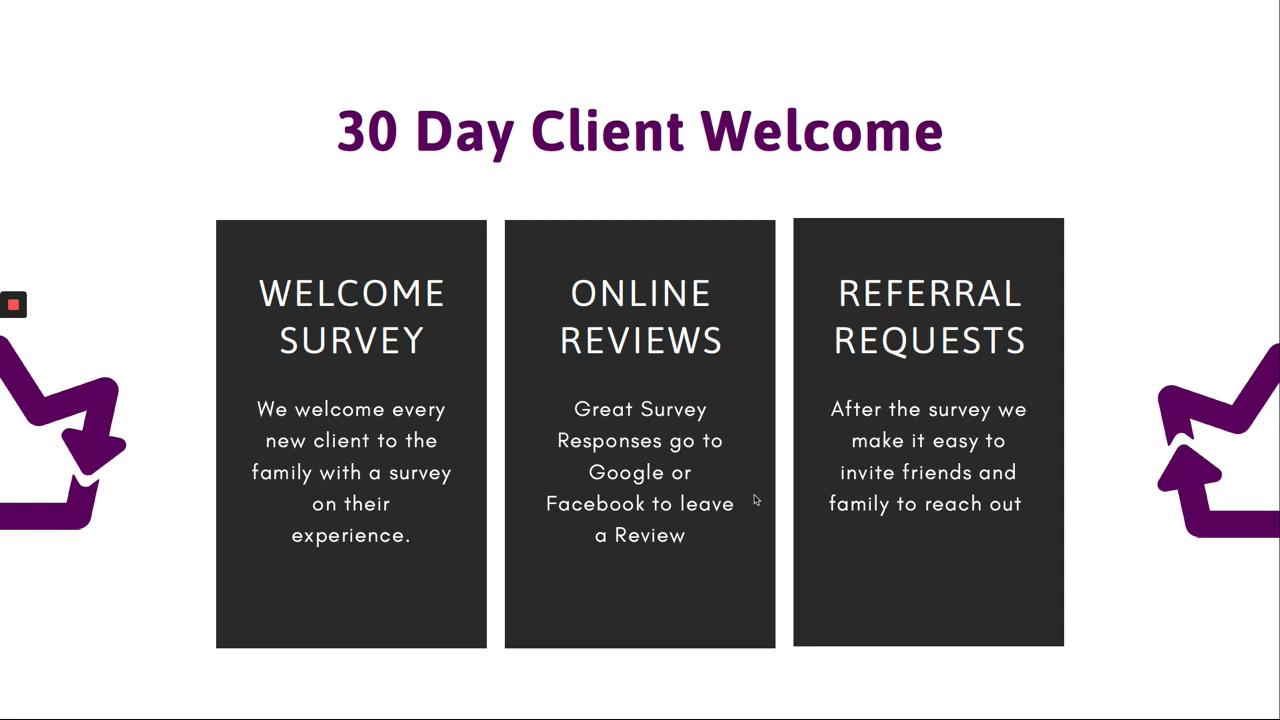 30 Day Client Welcome
WELCOME
SURVEY
We welcome every
new client to the
family with a survey
on their
experience.
ONLINE
REVIEWS
Great Survey
Responses go to
Google or
Facebook to leave
a Review
REFERRAL
REQUESTS
After the survey we
make it easy to
invite friends and
family to reach out